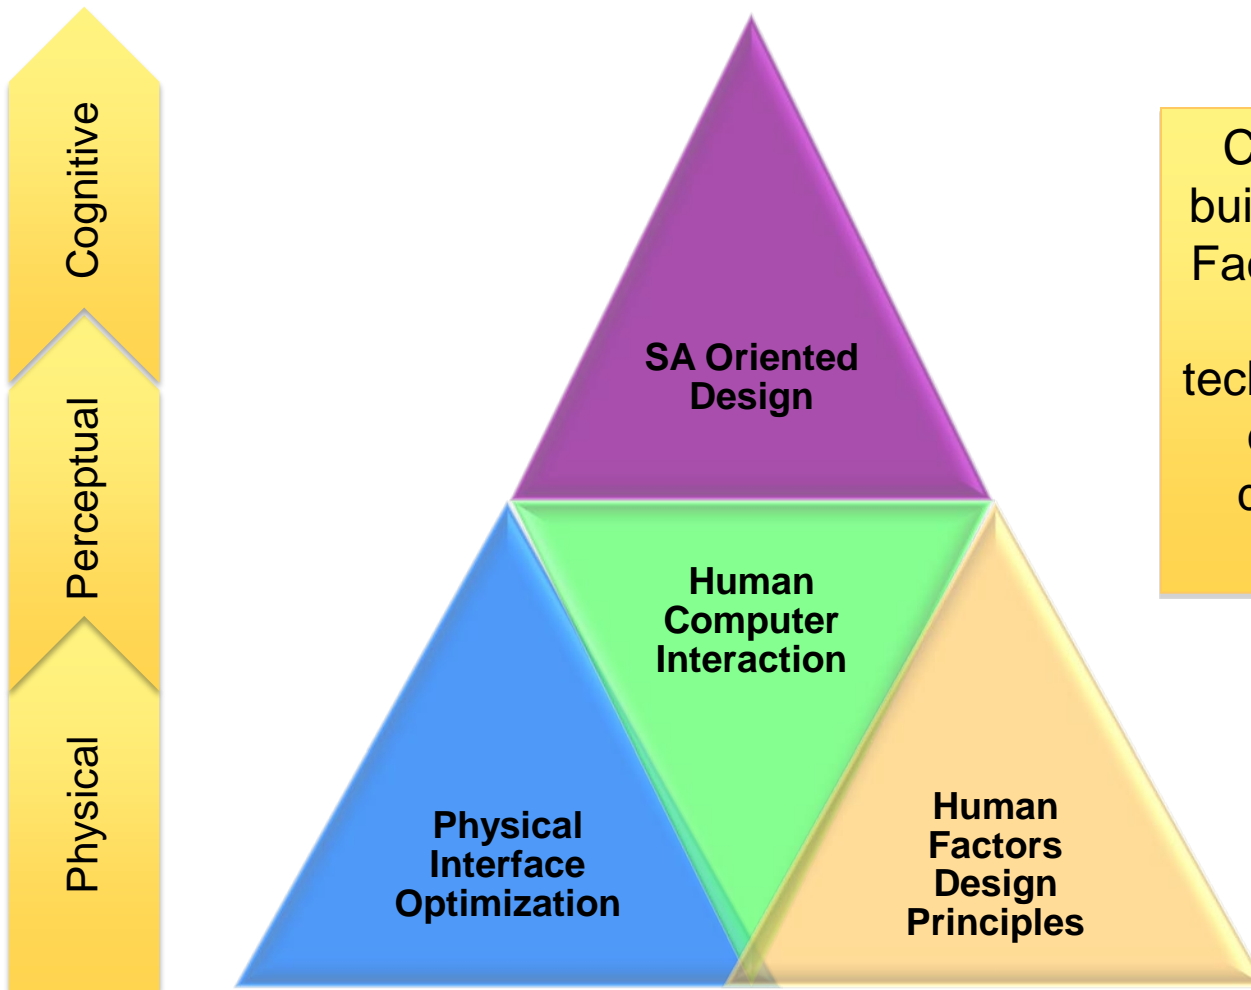 Cognitive
Perceptual
Physical
SA Oriented
Design
Human
Computer
Interaction
Physical
Interface
Optimization
Human
Factors
Design
Principles